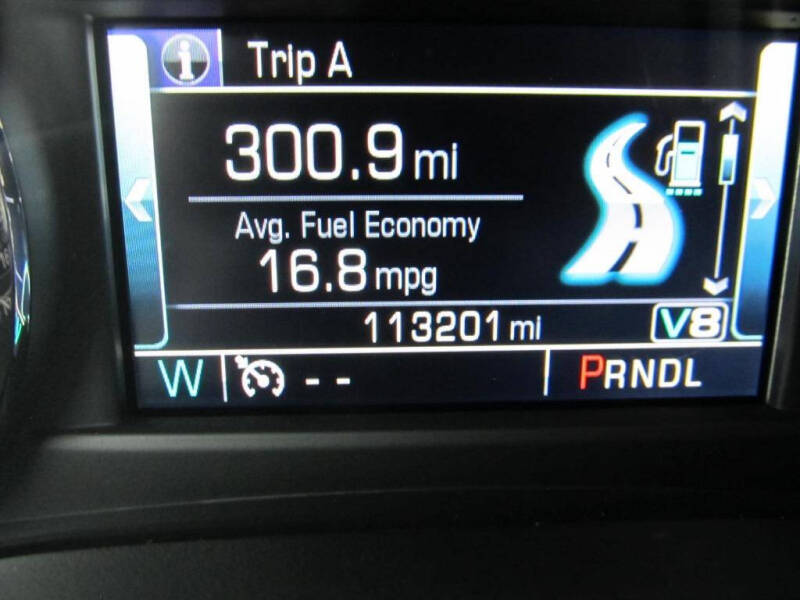 Trip A
300.9 mi
Avg. Fuel Economy
16.8 mpg
113201 mi V8
W -- PRNDL